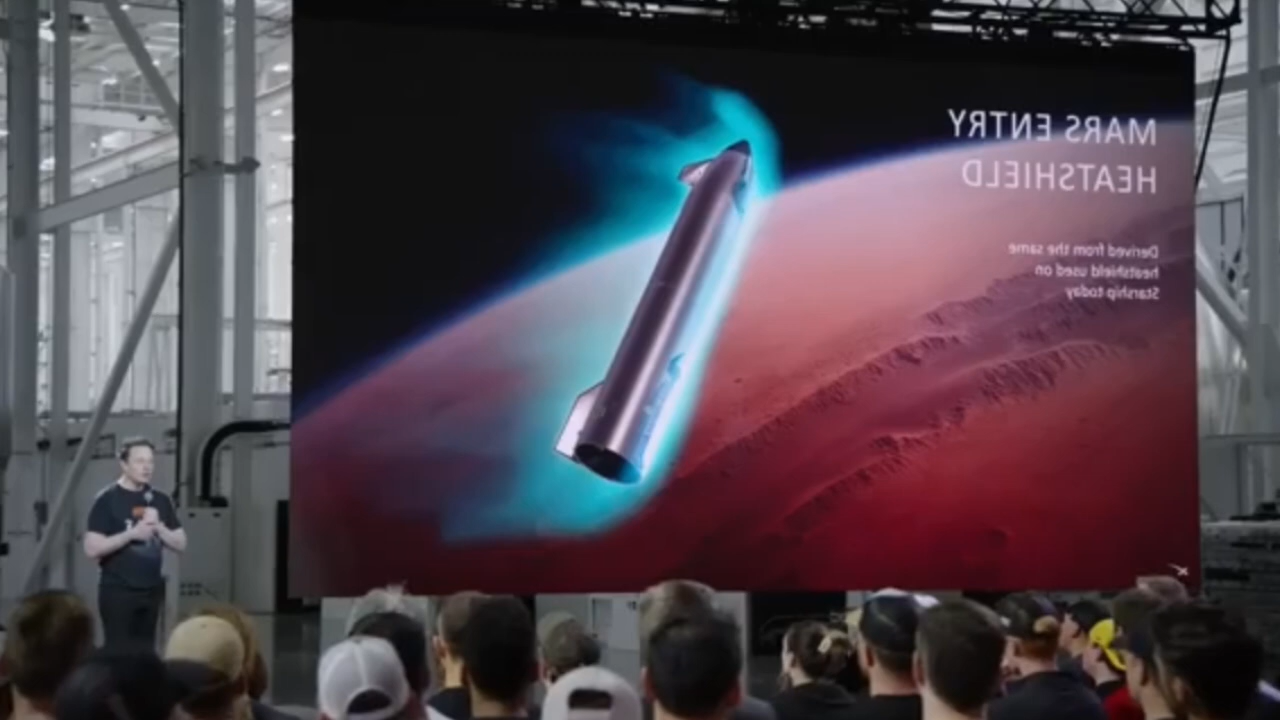 MARS ENTRY
HEATSHIELD
Derived from the same
heatshield used on
Starship today